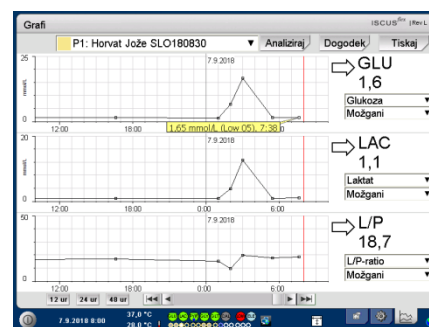 Grafi ISCUS flex | Rev L
P1: Horvat Jože SLO180830 ▼ Analiziraj Dogodek Tiskaj
25 7.9.2018 GLU
mmol/L 1,6
Glukoza
0 Možgani
12:00 18:00 1,65 mmol/L (Low 05), 7:38
20 7.9.2018 LAC
1,1
Laktat
0 Možgani
12:00 18:00 0:00 6:00
50 7.9.2018 L/P
18,7
L/P-ratio
0 Možgani
12:00 18:00 0:00 6:00
12 ur 24 ur 48 ur
7.9.2018 8:00 37,0 °C
28,0 °C